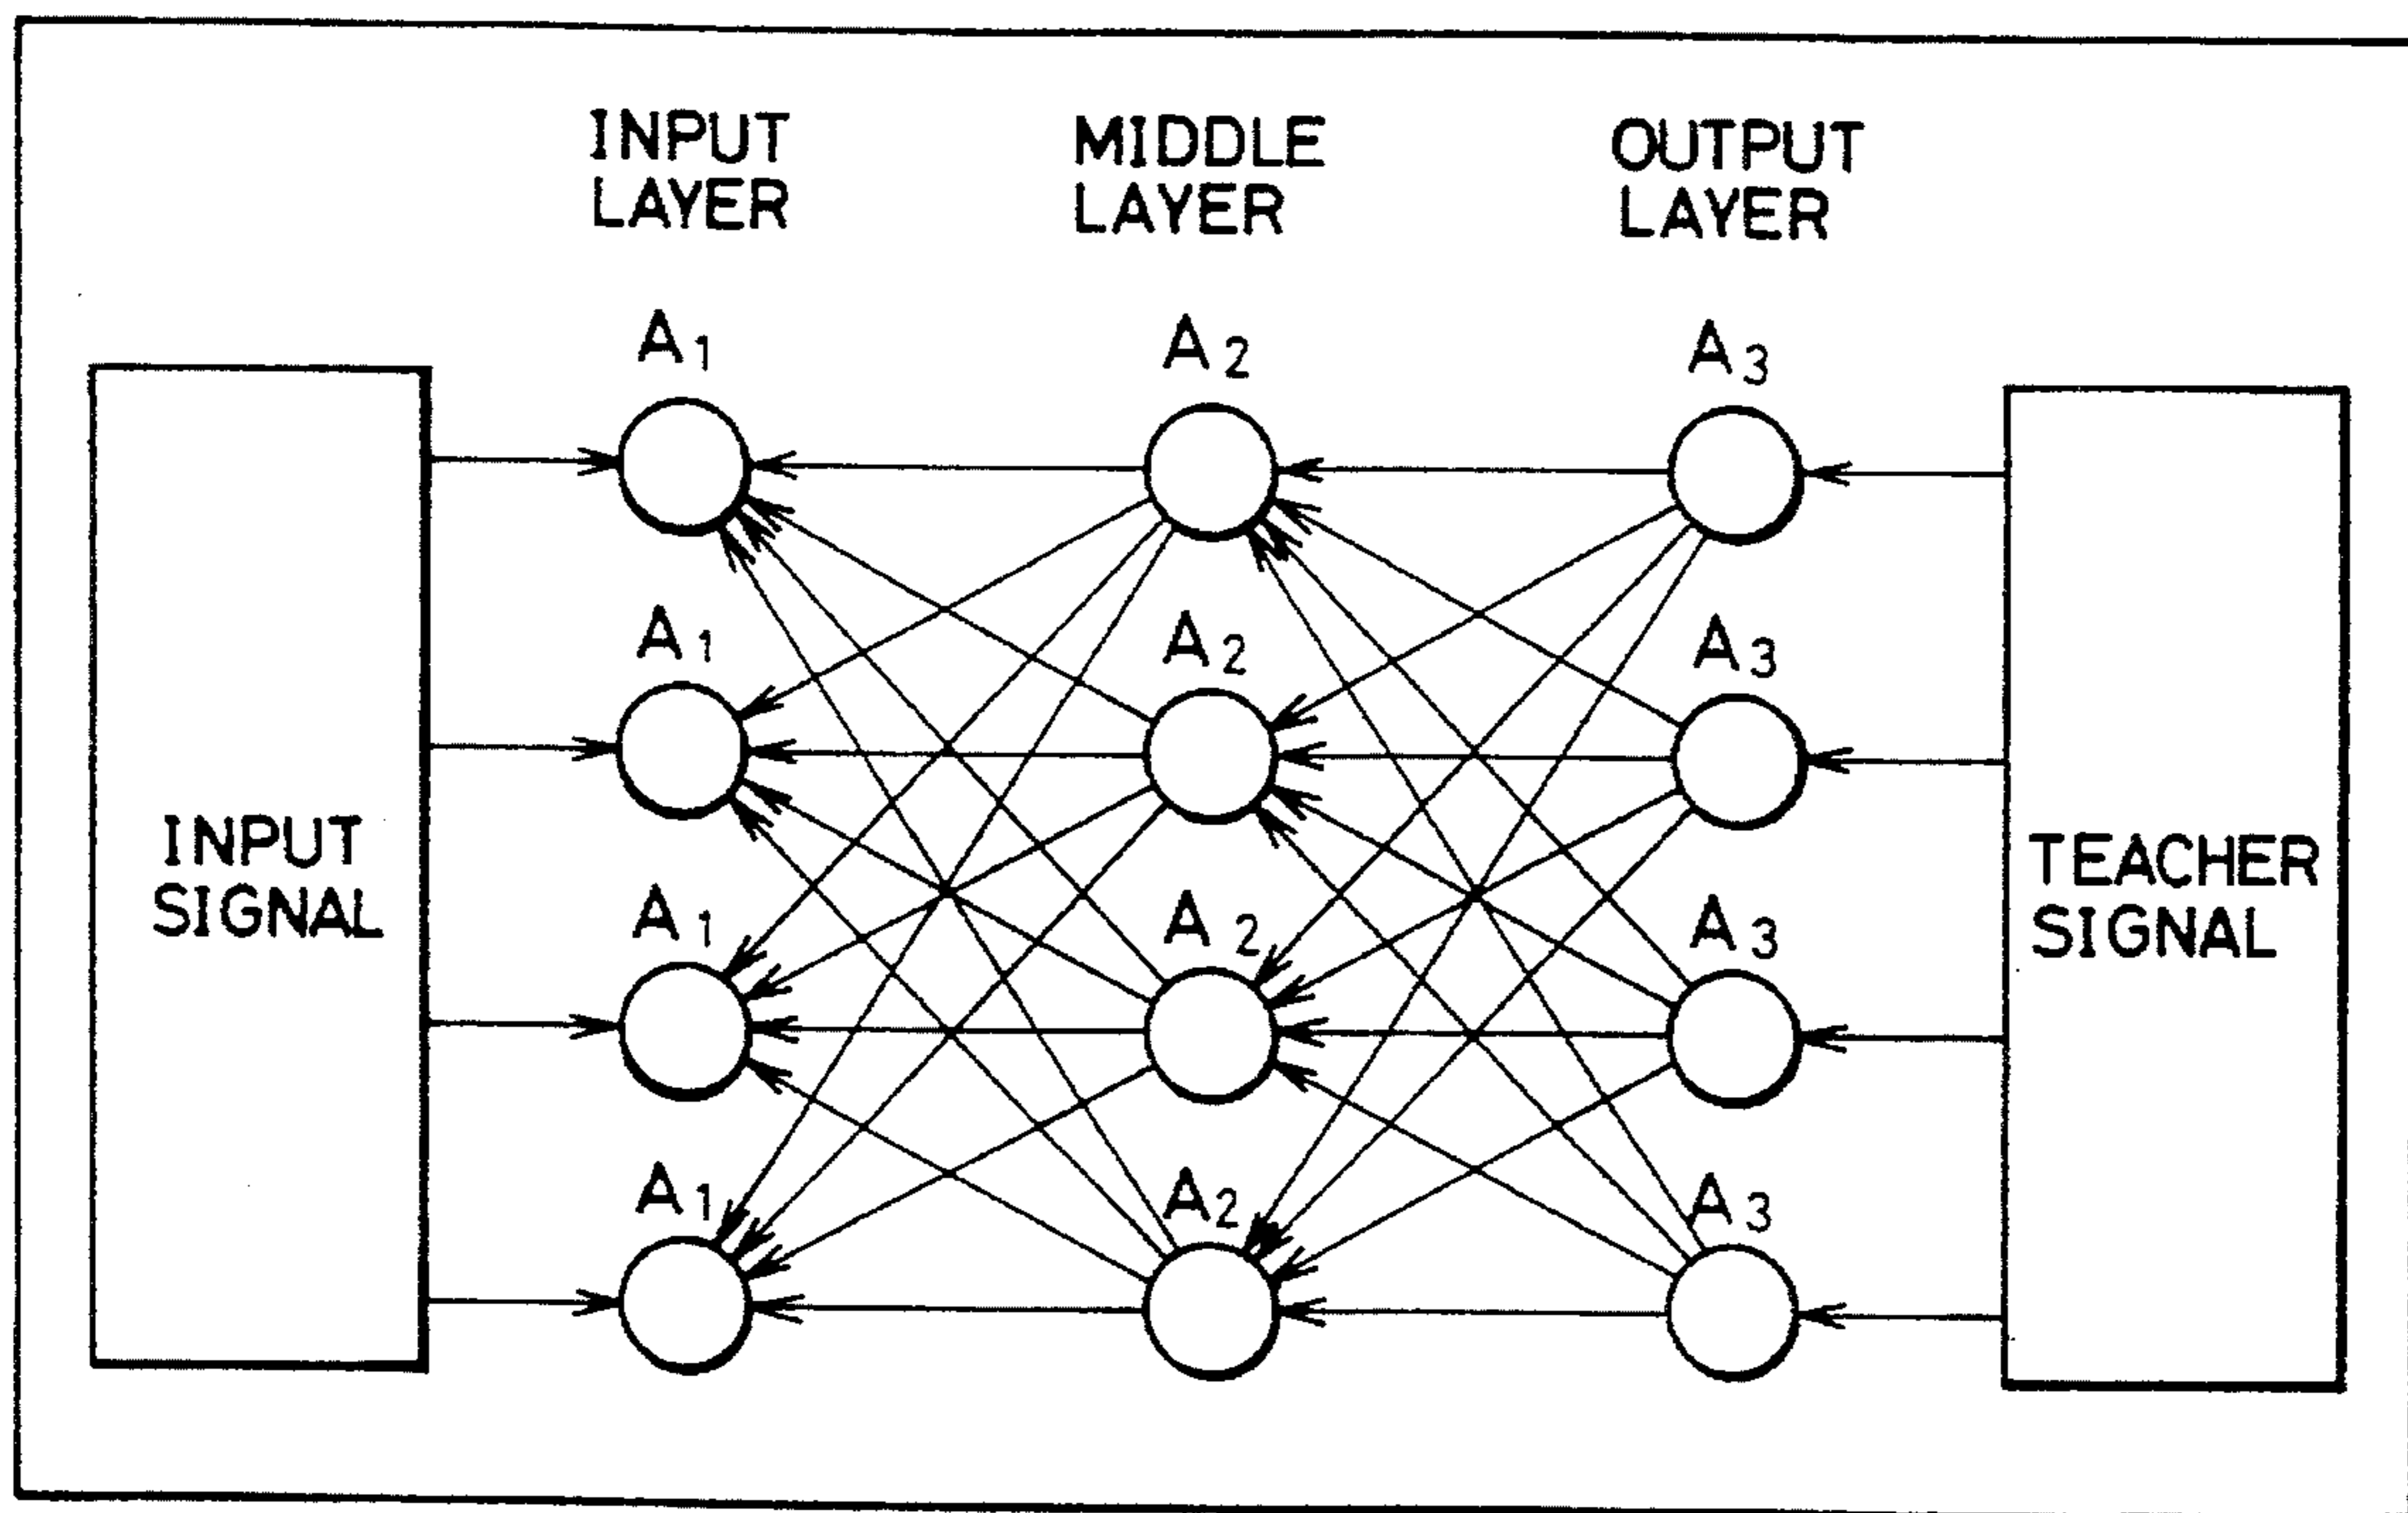 INPUT
LAYER
MIDDLE
LAYER
OUTPUT
LAYER
A1
A2
A3
A1
A2
A3
INPUT
SIGNAL
TEACHER
SIGNAL
A1
A2
A3
A1
A2
A3